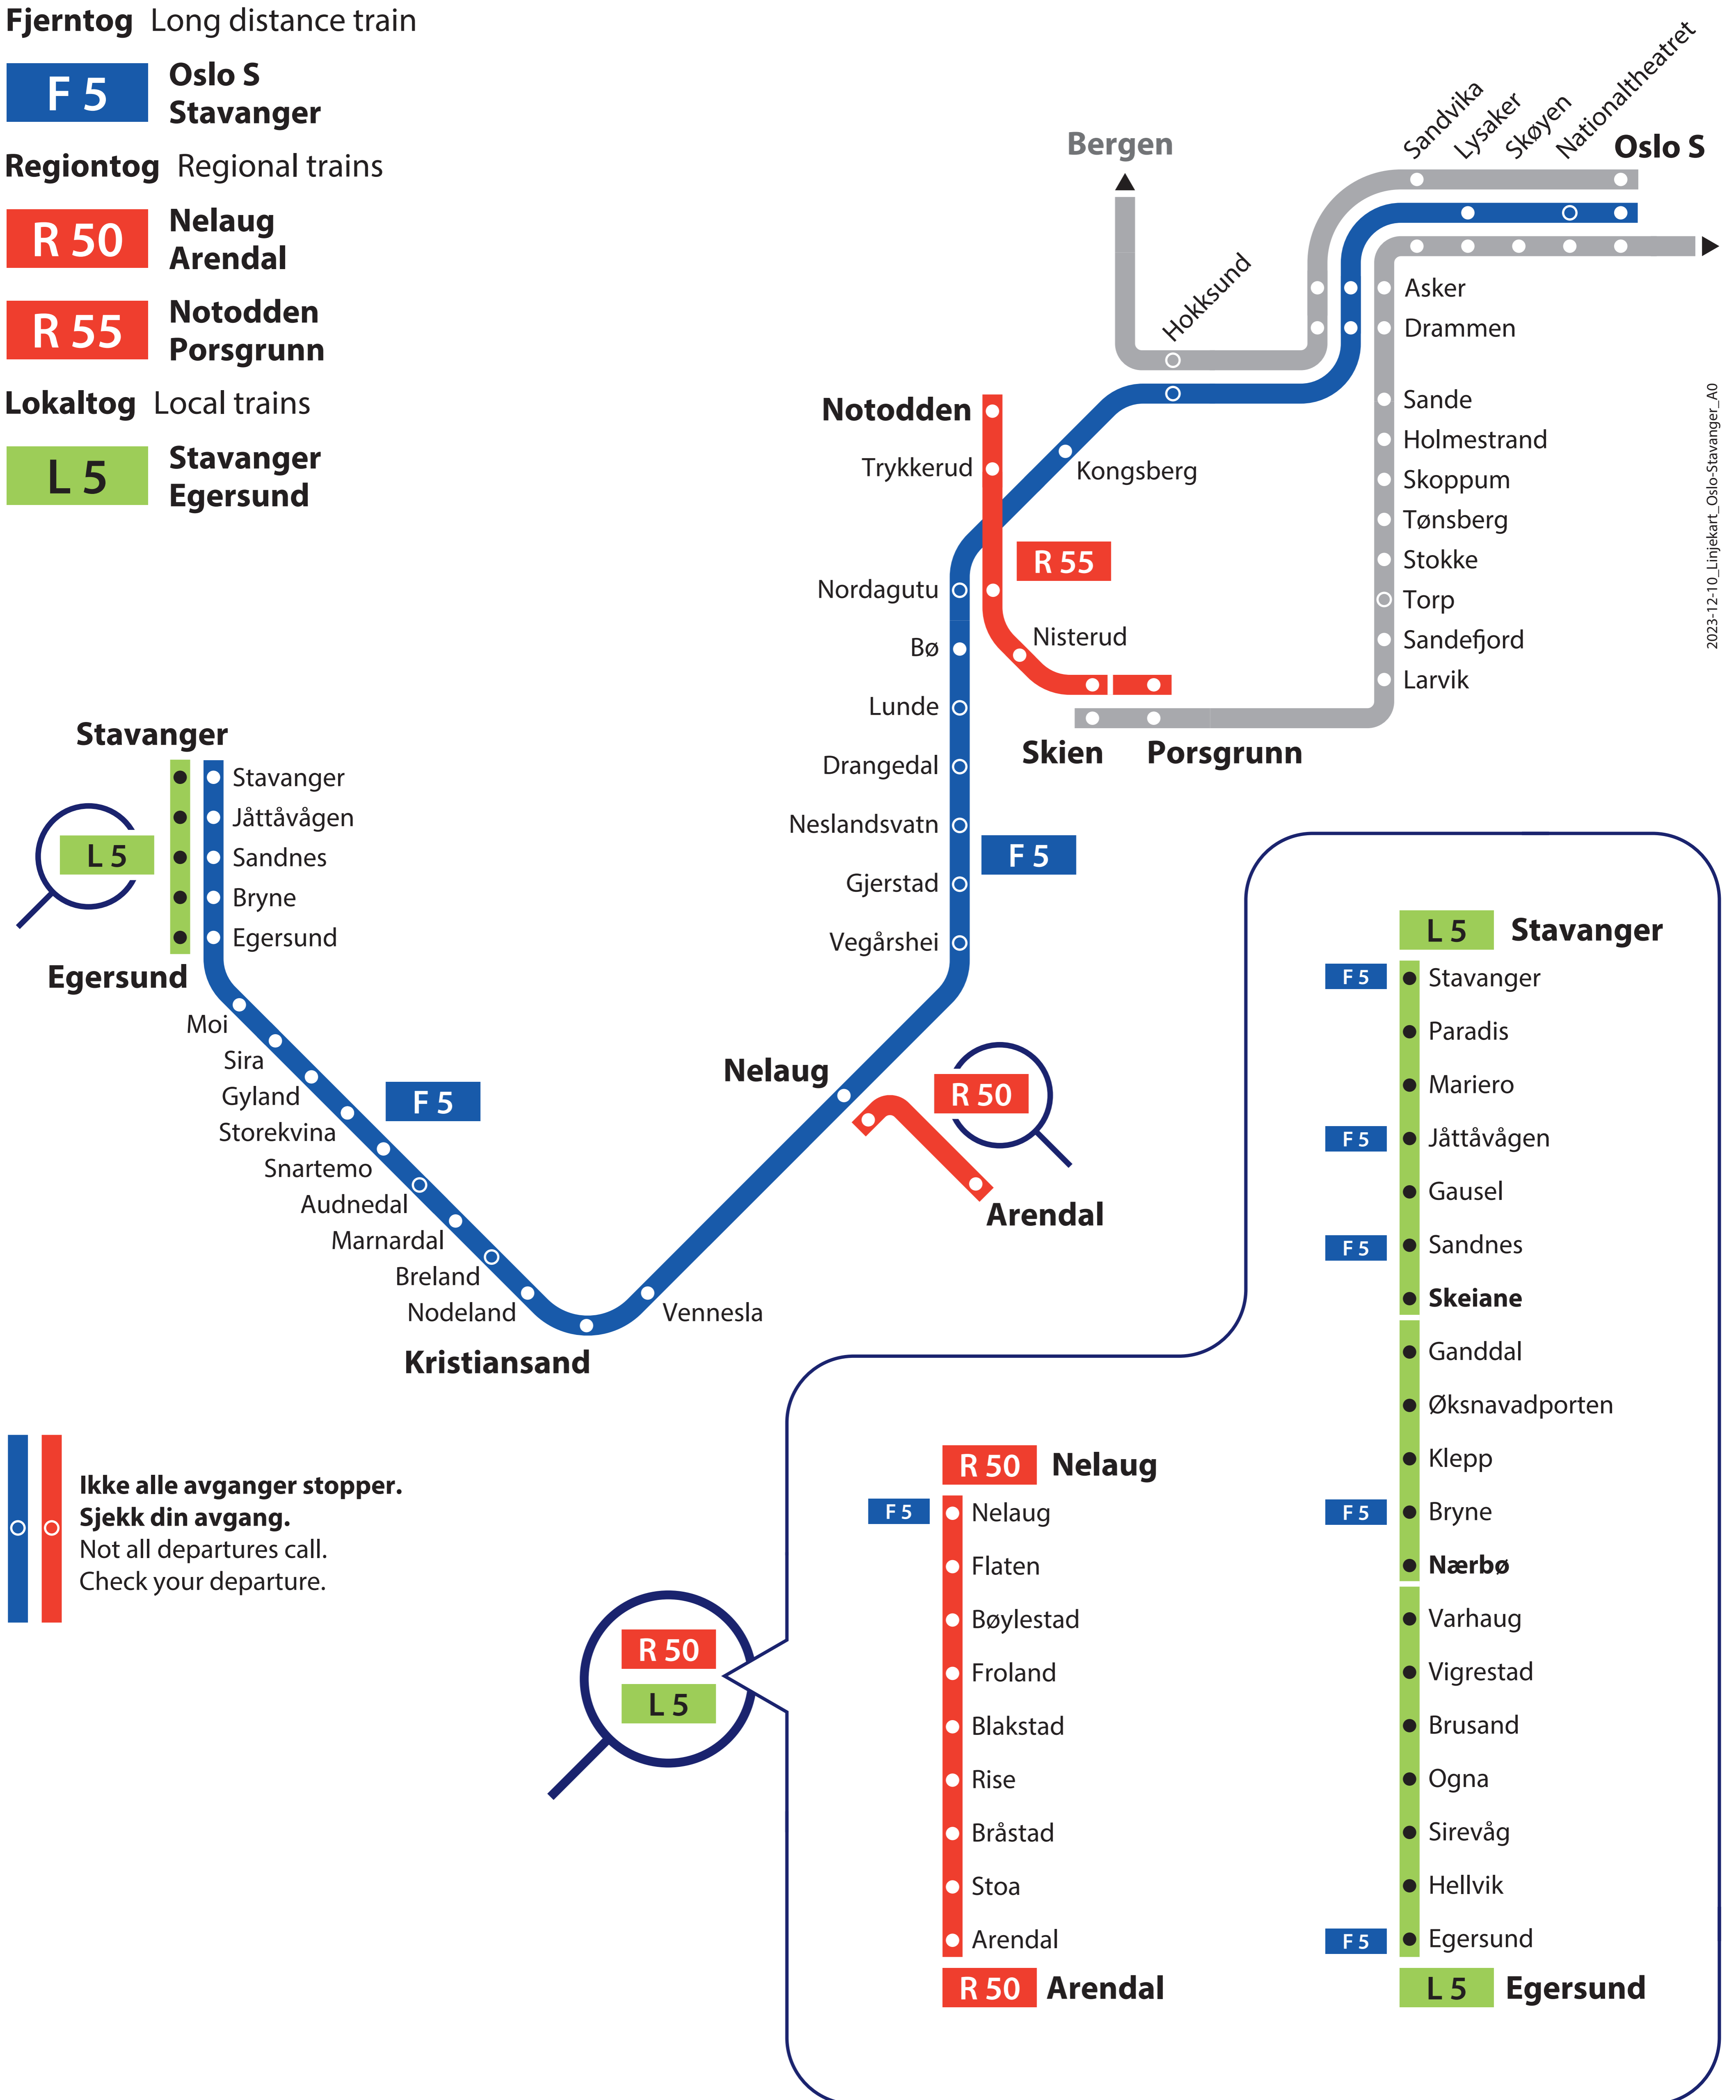 Fjerntog Long distance train
F 5
Oslo S
Stavanger
Regiontog Regional trains
R 50
Nelaug
Arendal
R 55
Notodden
Porsgrunn
Lokaltog Local trains
L 5
Stavanger
Egersund
Bergen
Sandvika
Lysaker
Skøyen
Nationaltheatret
Oslo S
Hokksund
Asker
Drammen
Sande
Holmestrand
Skoppum
Tønsberg
Stokke
Torp
Sandefjord
Larvik
2023-12-10_Linjekart_Oslo-Stavanger_A0
Notodden
Trykkerud
Kongsberg
R 55
Nordagutu
Nisterud
Bø
Lunde
Skien
Porsgrunn
Drangedal
Neslandsvatn
F 5
Gjerstad
Vegårshei
Stavanger
Stavanger
Jåttåvågen
L 5
Sandnes
Bryne
Egersund
Egersund
Moi
Sira
Gyland
F 5
Storekvina
Snartemo
Audnedal
Marnardal
Breland
Nodeland
Kristiansand
Vennesla
Nelaug
R 50
Arendal
Ikke alle avganger stopper.
Sjekk din avgang.
Not all departures call.
Check your departure.
R 50
L 5
R 50 Nelaug
F 5 Nelaug
Flaten
Bøylestad
Froland
Blakstad
Rise
Bråstad
Stoa
Arendal
R 50 Arendal
L 5 Stavanger
F 5 Stavanger
Paradis
Mariero
F 5 Jåttåvågen
Gausel
F 5 Sandnes
Skeiane
Ganddal
Øksnavadporten
Klepp
F 5 Bryne
Nærbø
Varhaug
Vigrestad
Brusand
Ogna
Sirevåg
Hellvik
F 5 Egersund
L 5 Egersund